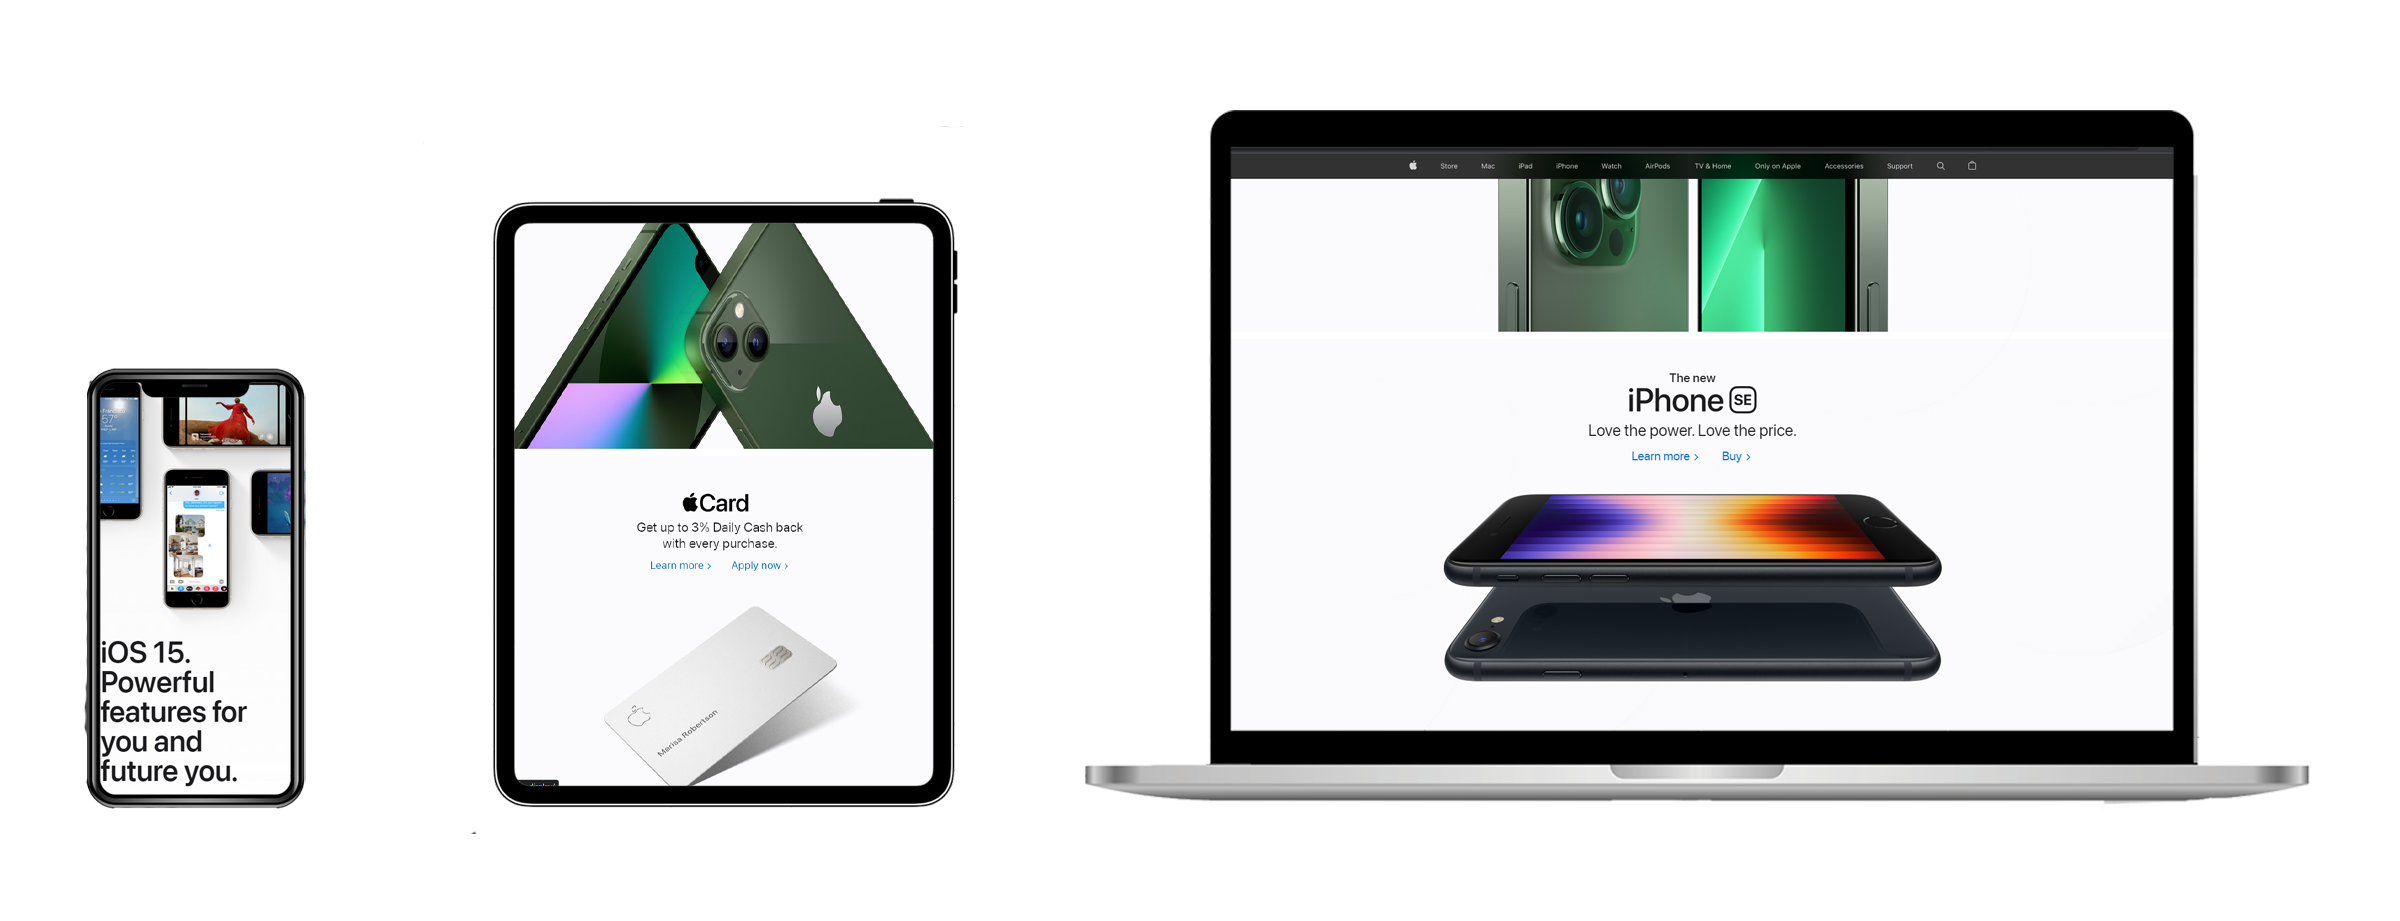 Store Mac iPad iPhone Watch AirPods TV & Home Only on Apple Accessories Support
The new
iPhone SE
Love the power. Love the price.
Learn more > Buy >
Card
Get up to 3% Daily Cash back
with every purchase.
Learn more > Apply now >
Marisa Robertson
57°
iOS 15.
Powerful
features for
you and
future you.